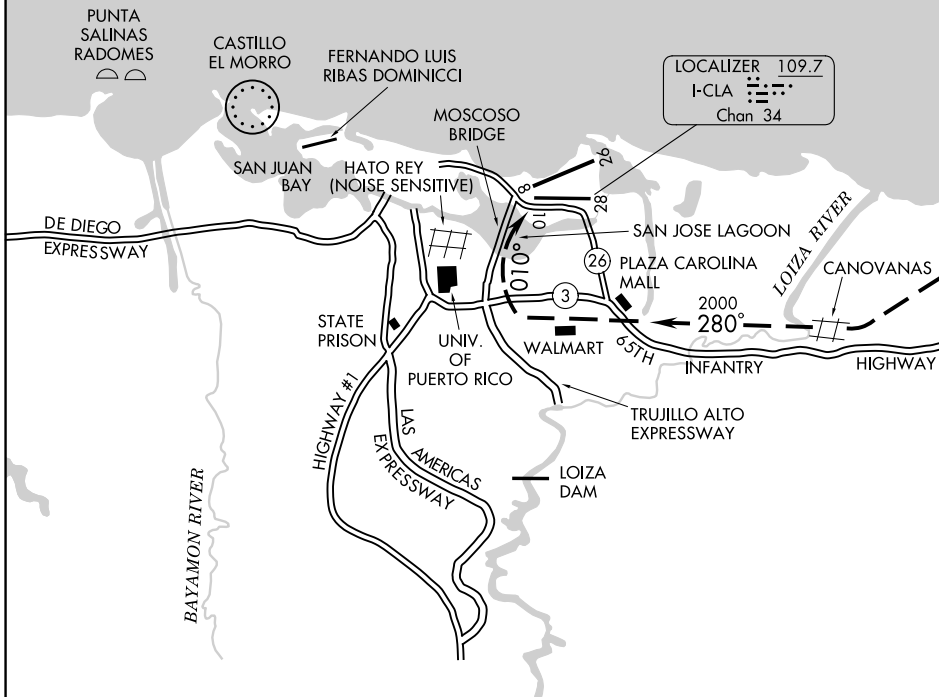 PUNTA
SALINAS
RADOMES
CASTILLO
EL MORRO
FERNANDO LUIS
RIBAS DOMINICCI
LOCALIZER 109.7
I-CLA
Chan 34
MOSCOSO
BRIDGE
SAN JUAN
BAY
HATO REY
(NOISE SENSITIVE)
8
26
10
28
DE DIEGO
EXPRESSWAY
SAN JOSE LAGOON
LOIZA RIVER
010°
26
PLAZA CAROLINA
MALL
CANOVANAS
3
2000
280°
STATE
PRISON
UNIV.
OF
PUERTO RICO
WALMART
65TH
INFANTRY
HIGHWAY
TRUJILLO ALTO
EXPRESSWAY
HIGHWAY #1
LAS
AMERICAS
EXPRESSWAY
LOIZA
DAM
BAYAMON RIVER